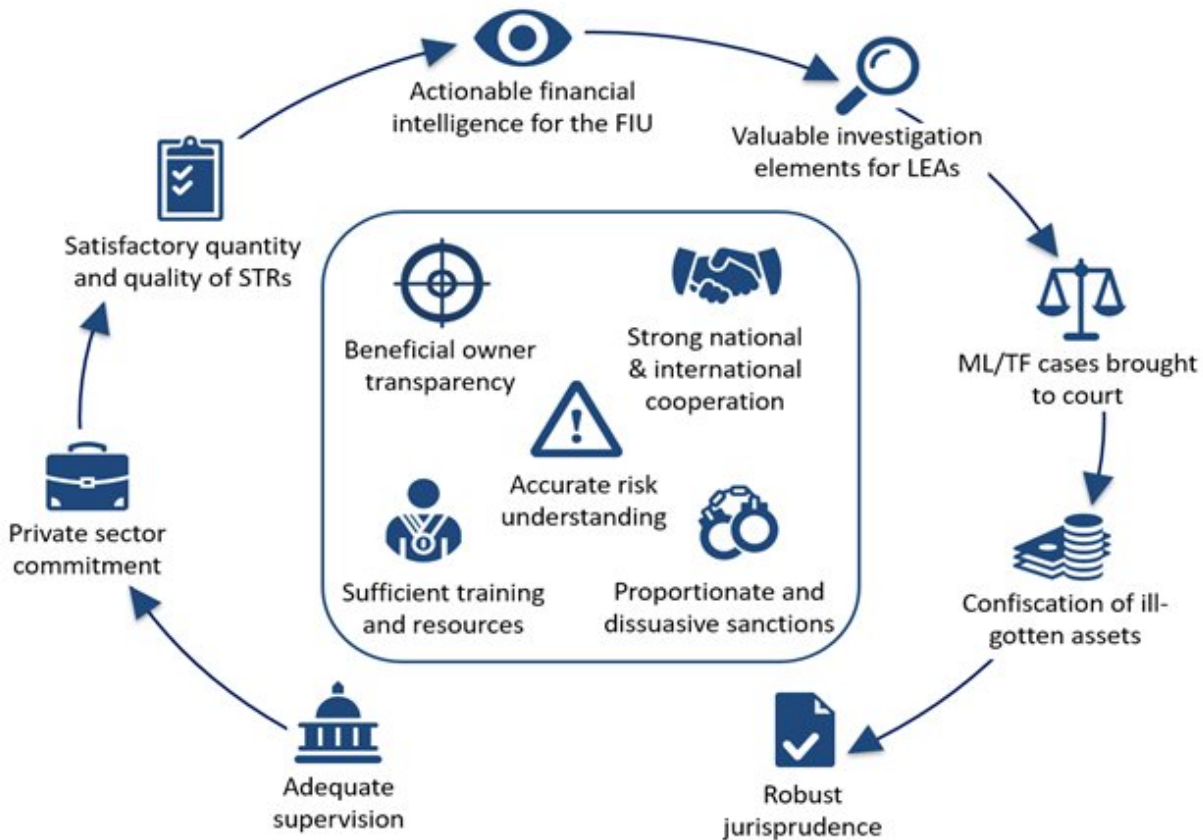 Actionable financial
intelligence for the FIU
Valuable investigation
elements for LEAs
Satisfactory quantity
and quality of STRs
ML/TF cases brought
to court
Private sector
commitment
Confiscation of ill-
gotten assets
Adequate
supervision
Robust
jurisprudence
Beneficial owner
transparency
Strong national
& international
cooperation
Accurate risk
understanding
Sufficient training
and resources
Proportionate and
dissuasive sanctions